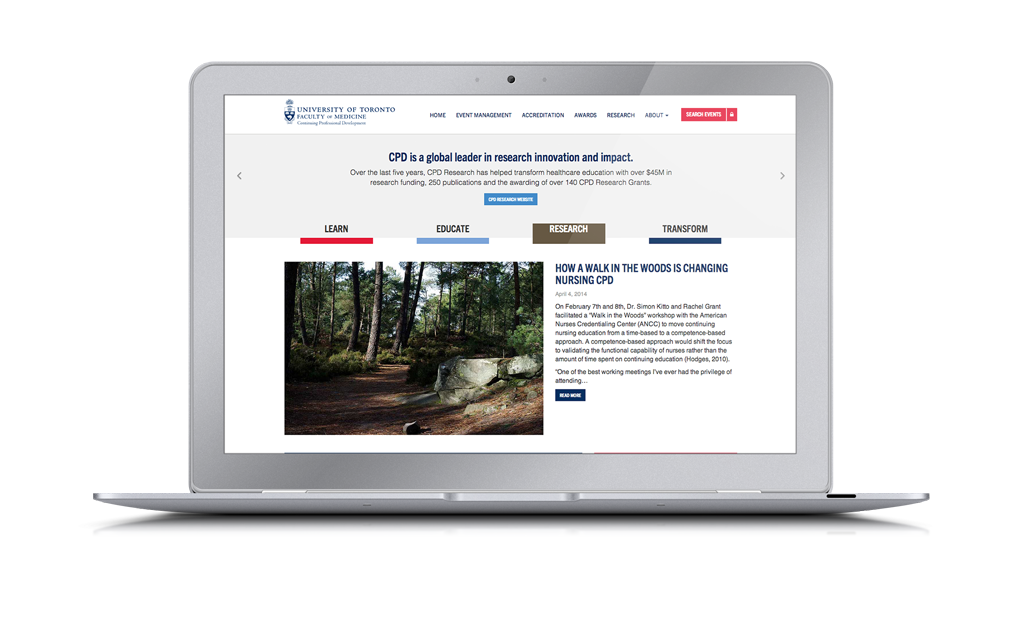 UNIVERSITY OF TORONTO
FACULTY OF MEDICINE
Continuing Professional Development
HOME EVENT MANAGEMENT ACCREDITATION AWARDS RESEARCH ABOUT
SEARCH EVENTS
CPD is a global leader in research innovation and impact.
Over the last five years, CPD Research has helped transform healthcare education with over $45M in
research funding, 250 publications and the awarding of over 140 CPD Research Grants.
CPD RESEARCH WEBSITE
LEARN EDUCATE RESEARCH TRANSFORM
HOW A WALK IN THE WOODS IS CHANGING
NURSING CPD
April 4, 2014
On February 7th and 8th, Dr. Simon Kitto and Rachel Grant
facilitated a "Walk in the Woods" workshop with the American
Nurses Credentialing Center (ANCC) to move continuing
nursing education from a time-based to a competence-based
approach. A competence-based approach would shift the focus
to validating the functional capability of nurses rather than the
amount of time spent on continuing education (Hodges, 2010).
"One of the best working meetings I've ever had the privilege of
attending…
READ MORE